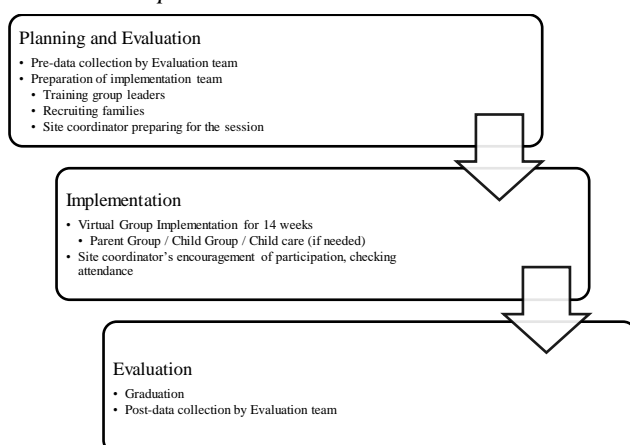 Planning and Evaluation
• Pre-data collection by Evaluation team
• Preparation of implementation team
• Training group leaders
• Recruiting families
• Site coordinator preparing for the session
Implementation
• Virtual Group Implementation for 14 weeks
• Parent Group / Child Group / Child care (if needed)
• Site coordinator's encouragement of participation, checking
attendance
Evaluation
• Graduation
• Post-data collection by Evaluation team